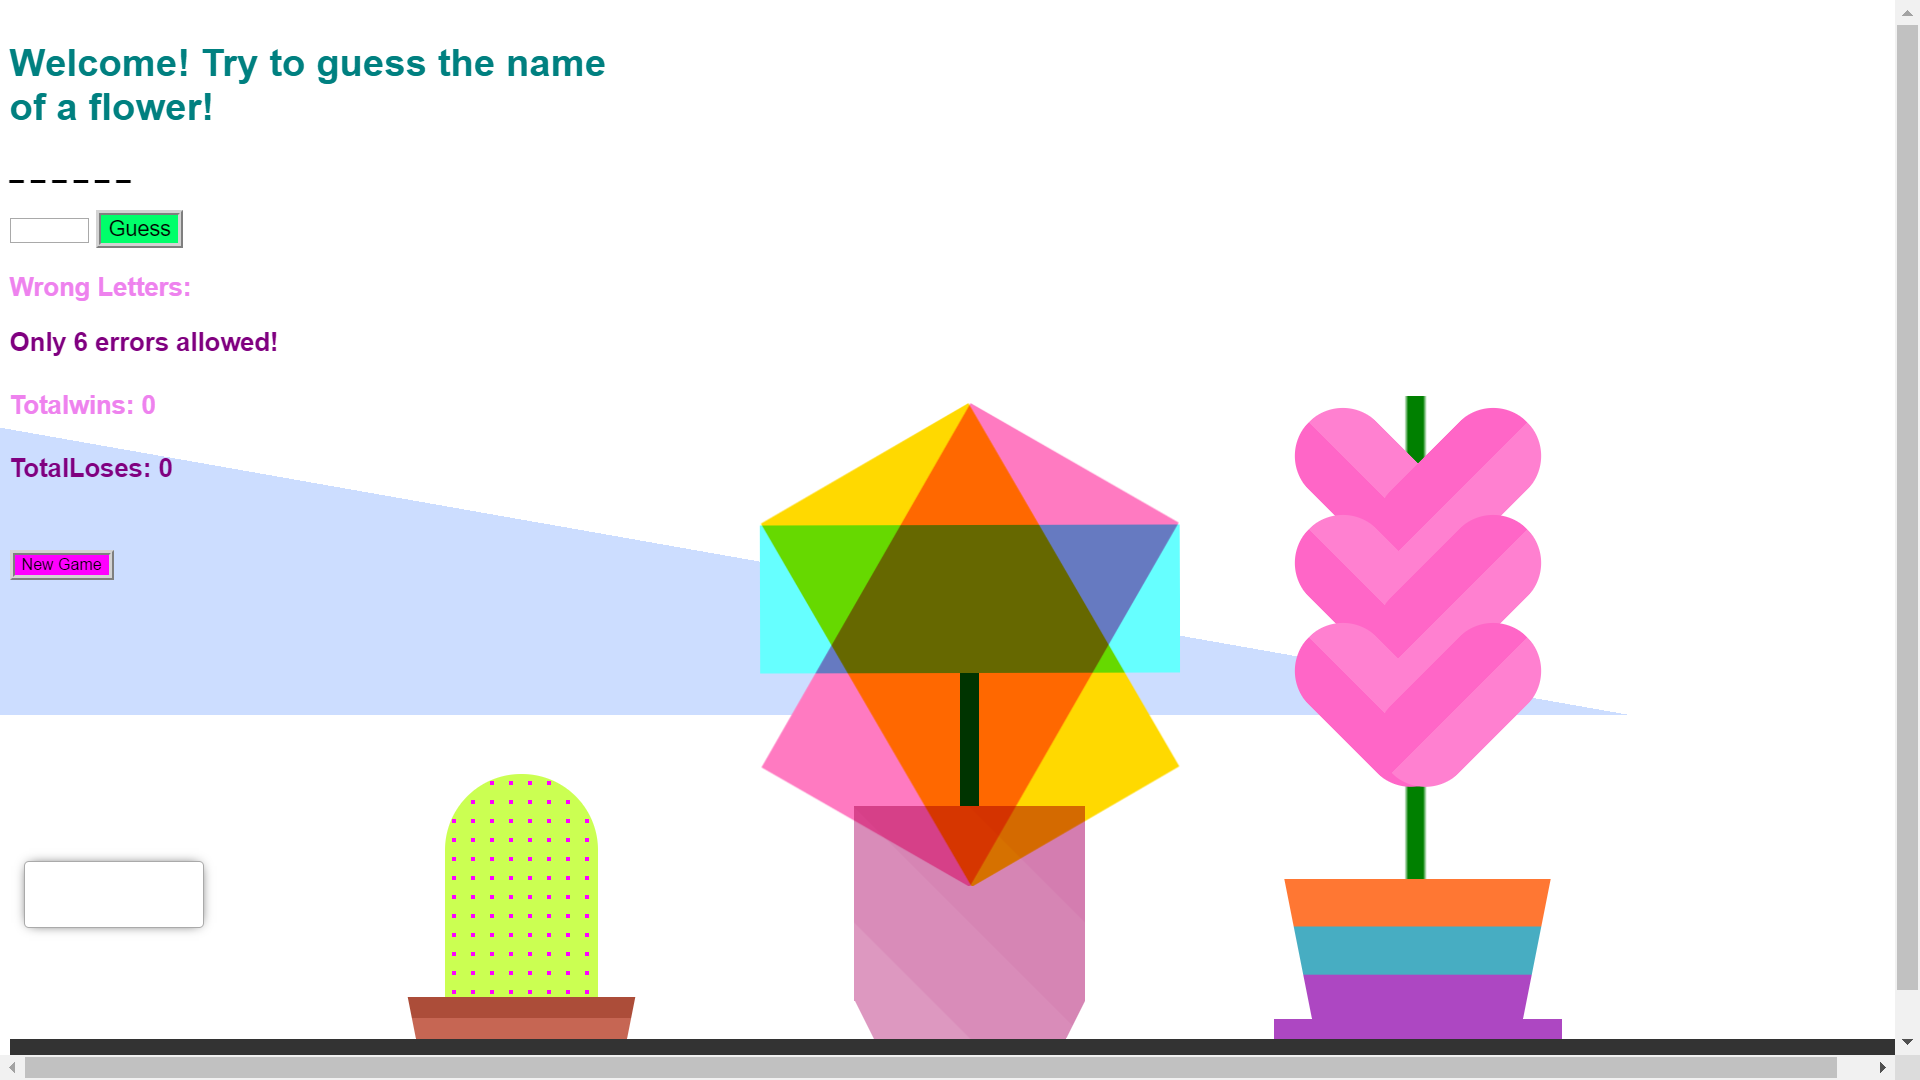 Welcome! Try to guess the name
of a flower!
_ _ _ _ _ _
Guess
Wrong Letters:
Only 6 errors allowed!
Totalwins: 0
TotalLoses: 0
New Game